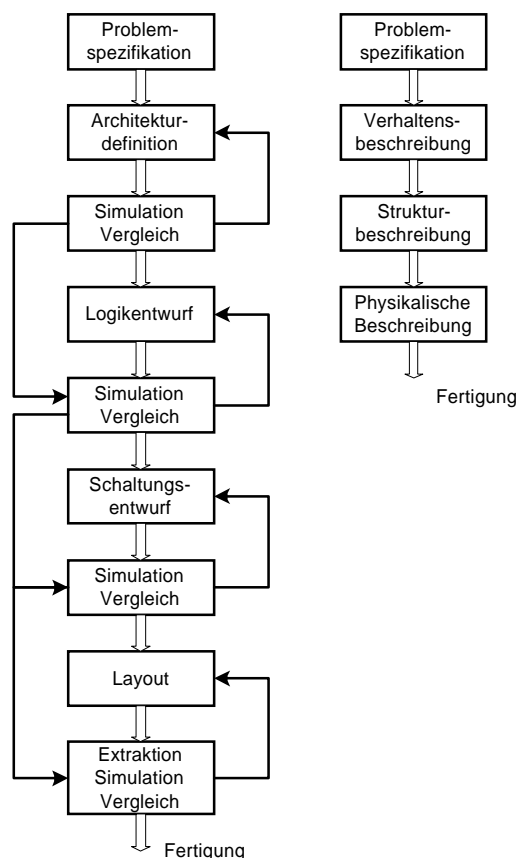 Problem-
spezifikation
Architektur-
definition
Simulation
Vergleich
Logikentwurf
Simulation
Vergleich
Schaltungs-
entwurf
Simulation
Vergleich
Layout
Extraktion
Simulation
Vergleich
Fertigung
Problem-
spezifikation
Verhaltens-
beschreibung
Struktur-
beschreibung
Physikalische
Beschreibung
Fertigung